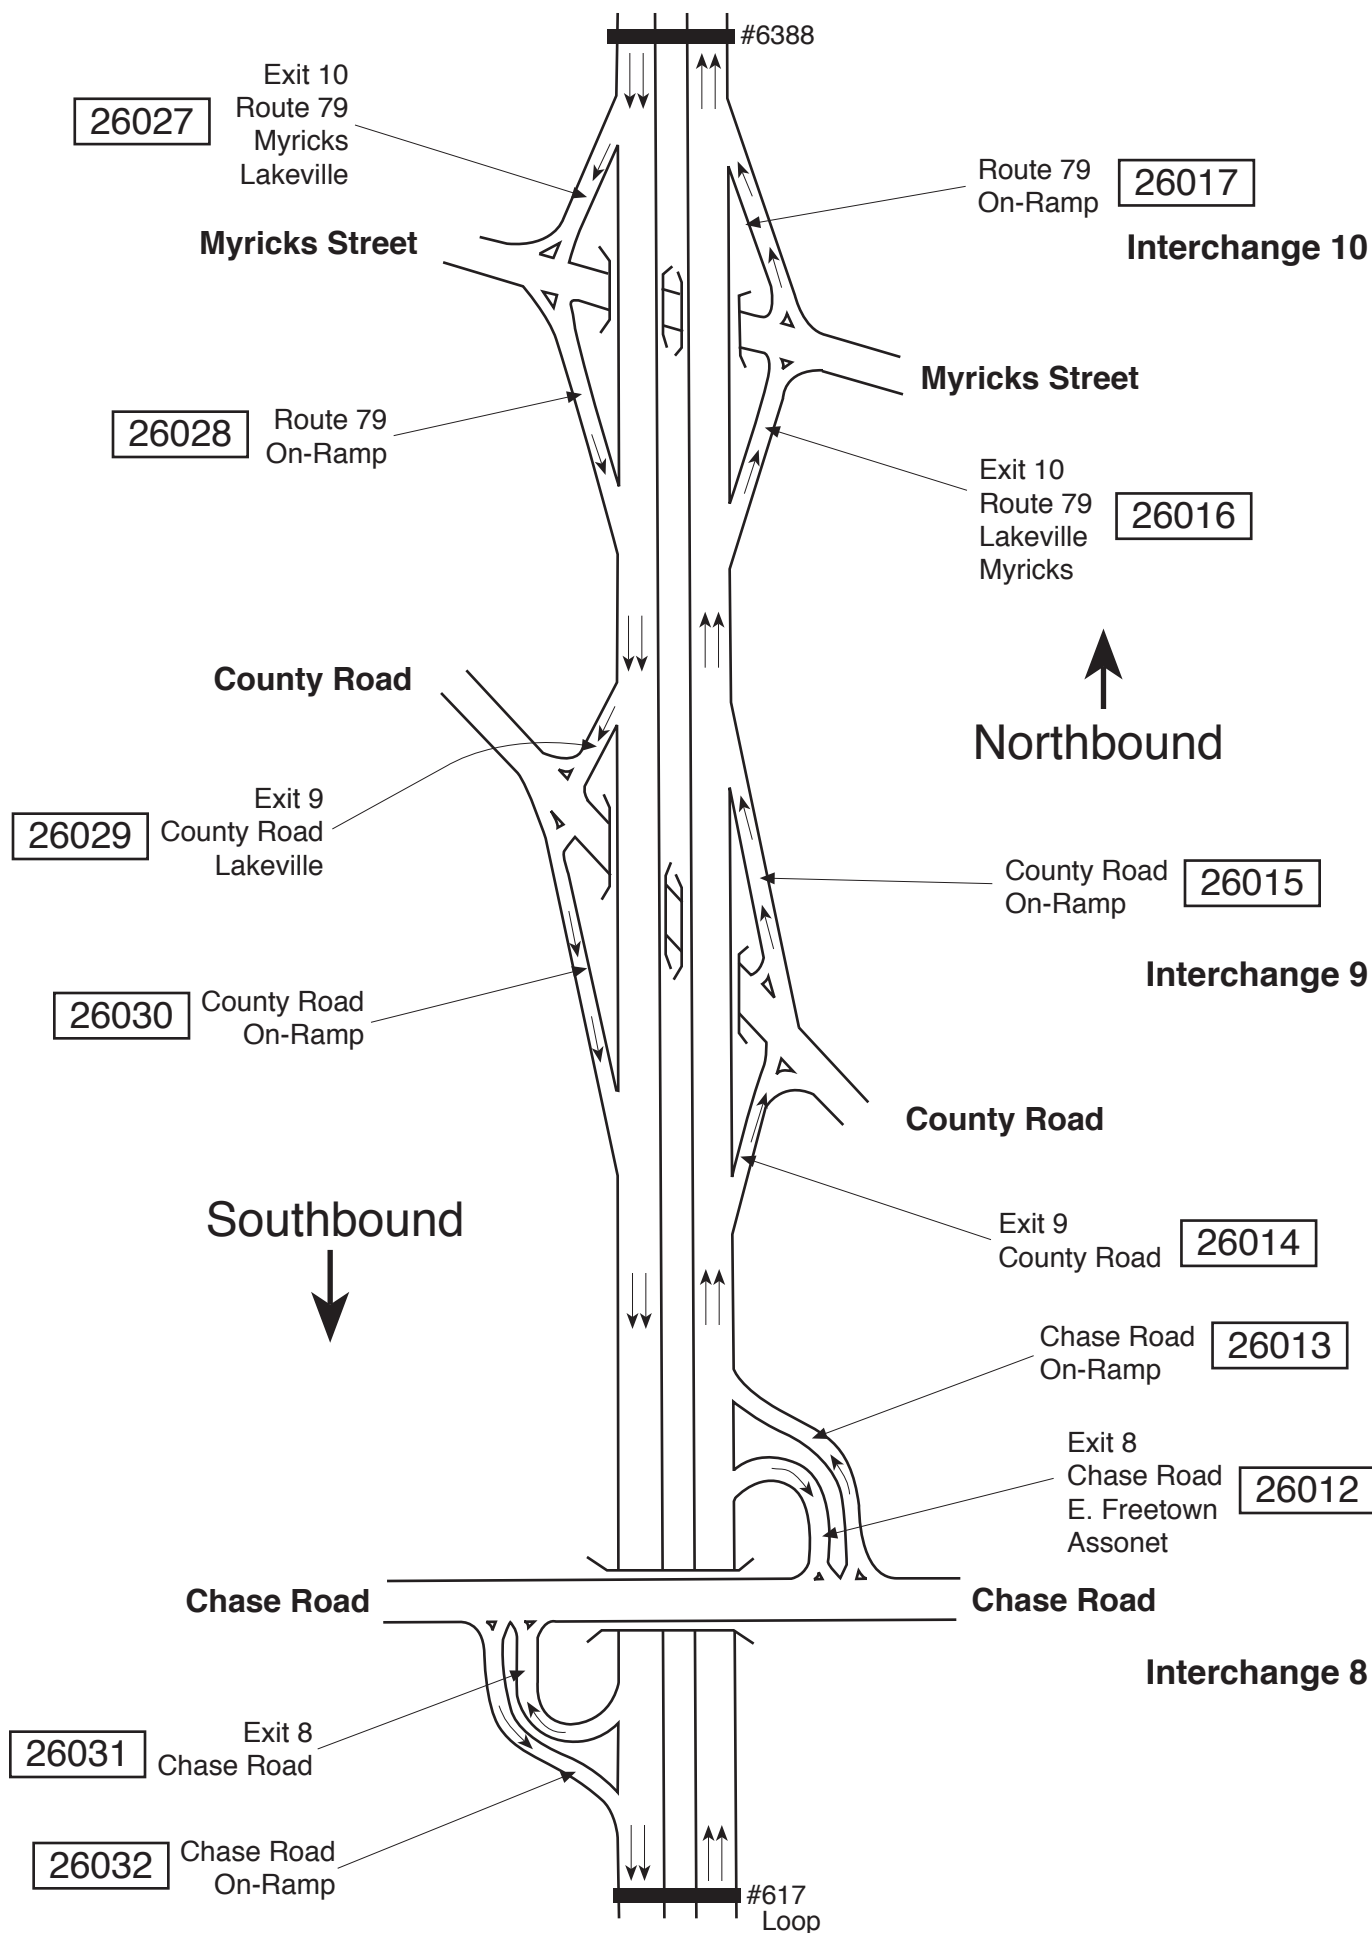 #6388
Exit 10
Route 79
Myricks
Lakeville
26027
Route 79
On-Ramp
26017
Myricks Street
Interchange 10
Myricks Street
26028
Route 79
On-Ramp
Exit 10
Route 79
Lakeville
Myricks
26016
County Road
Northbound
Exit 9
County Road
Lakeville
26029
County Road
On-Ramp
26015
Interchange 9
26030
County Road
On-Ramp
County Road
Southbound
Exit 9
County Road
26014
Chase Road
On-Ramp
26013
Exit 8
Chase Road
E. Freetown
Assonet
26012
Chase Road
Chase Road
Interchange 8
26031
Exit 8
Chase Road
26032
Chase Road
On-Ramp
#617
Loop